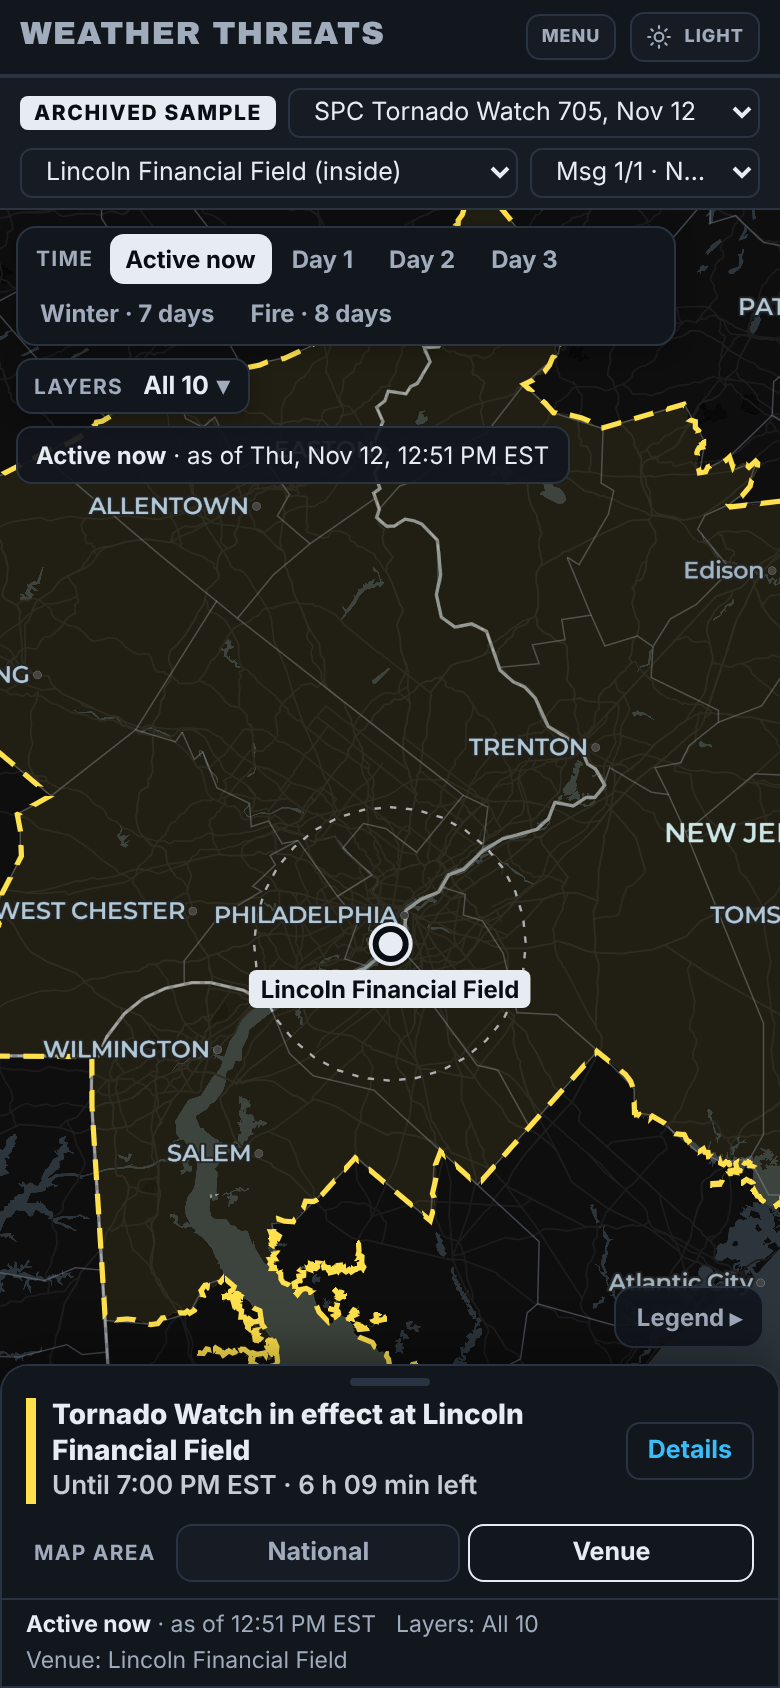 WEATHER THREATS
MENU
LIGHT
ARCHIVED SAMPLE
SPC Tornado Watch 705, Nov 12
Lincoln Financial Field (inside)
Msg 1/1 · N...
TIME
Active now
Day 1
Day 2
Day 3
Winter · 7 days
Fire · 8 days
PAT
LAYERS All 10 ▾
EASTON
Active now · as of Thu, Nov 12, 12:51 PM EST
ALLENTOWN
Edison
NG
TRENTON
NEW JE
WEST CHESTER
PHILADELPHIA
TOMS
Lincoln Financial Field
WILMINGTON
SALEM
Atlantic City
Legend ▸
Tornado Watch in effect at Lincoln
Financial Field
Until 7:00 PM EST · 6 h 09 min left
Details
MAP AREA
National
Venue
Active now · as of 12:51 PM EST Layers: All 10
Venue: Lincoln Financial Field